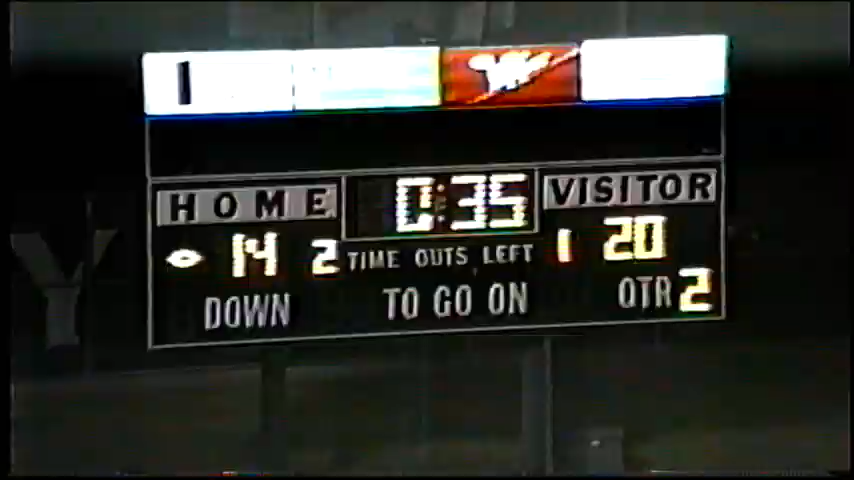 HOME 0:35 VISITOR
14 2 TIME OUTS LEFT 1 20
DOWN TO GO ON QTR 2